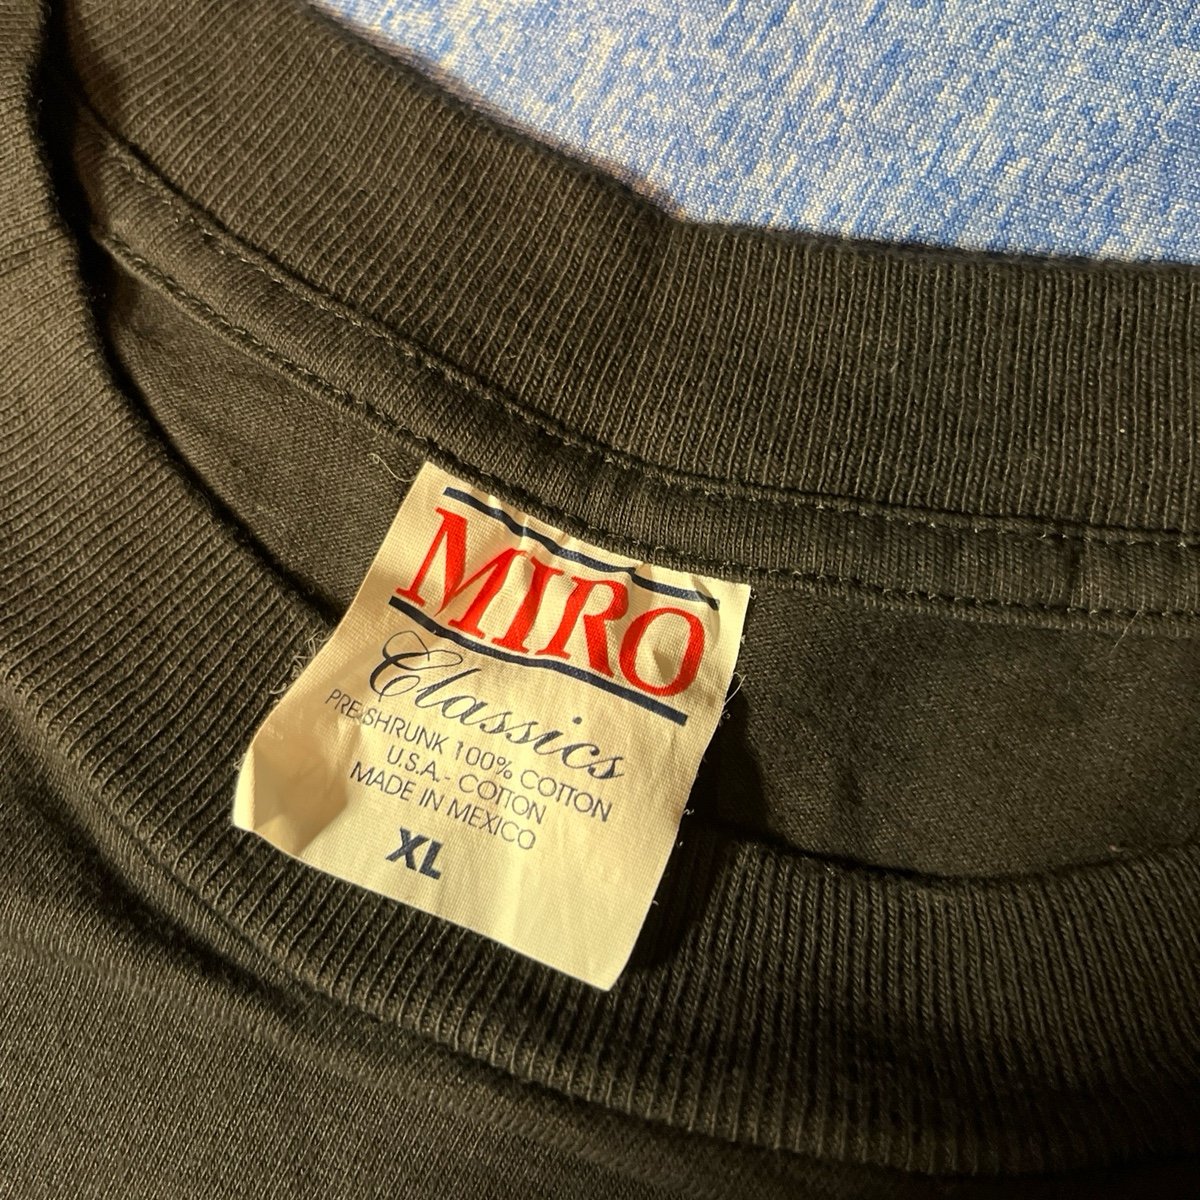 MIRO
Classics
PRE-SHRUNK 100% COTTON
U.S.A.- COTTON
MADE IN MEXICO
XL